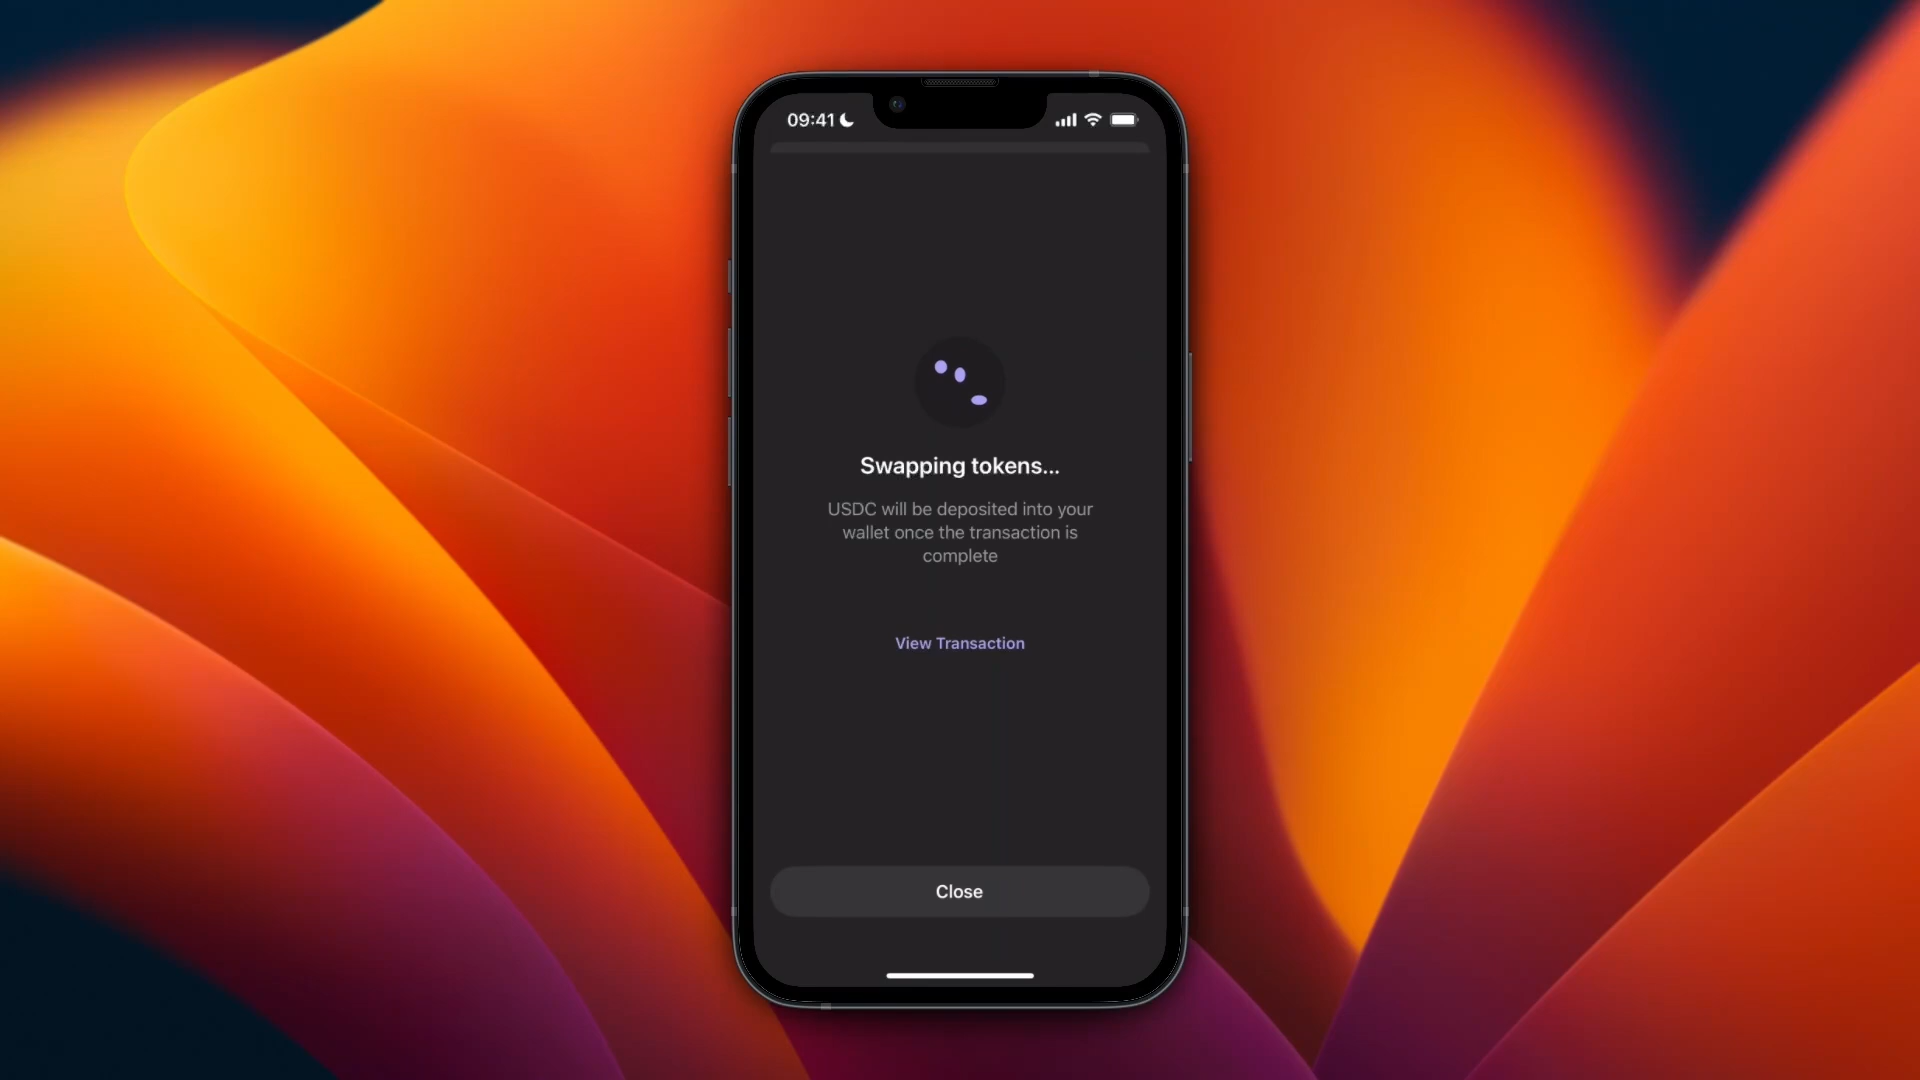 09:41
Swapping tokens...
USDC will be deposited into your
wallet once the transaction is
complete
View Transaction
Close